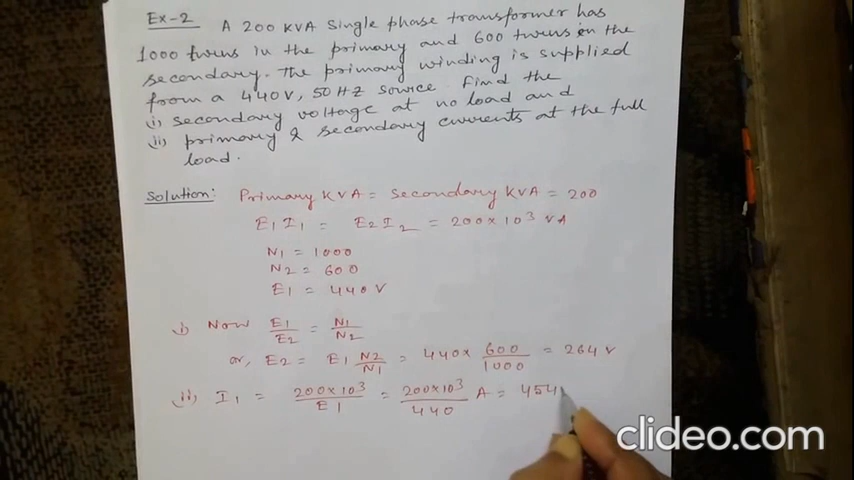 Ex-2 A 200 KVA Single phase transformer has
1000 turns in the primary and 600 turns in the
secondary. The primary winding is supplied
from a 440V, 50HZ source. Find the
i) secondary voltage at no load and
ii) primary & secondary currents at the full
load.
Solution: Primary KVA = Secondary KVA = 200
E1 I1 = E2 I2 = 200×10³ VA
N1 = 1000
N2 = 600
E1 = 440 V
i) Now E1/E2 = N1/N2
or, E2 = E1 N2/N1 = 440× 600/1000 = 264 V
ii) I1 = 200×10³/E1 = 200×10³/440 A = 454
clideo.com